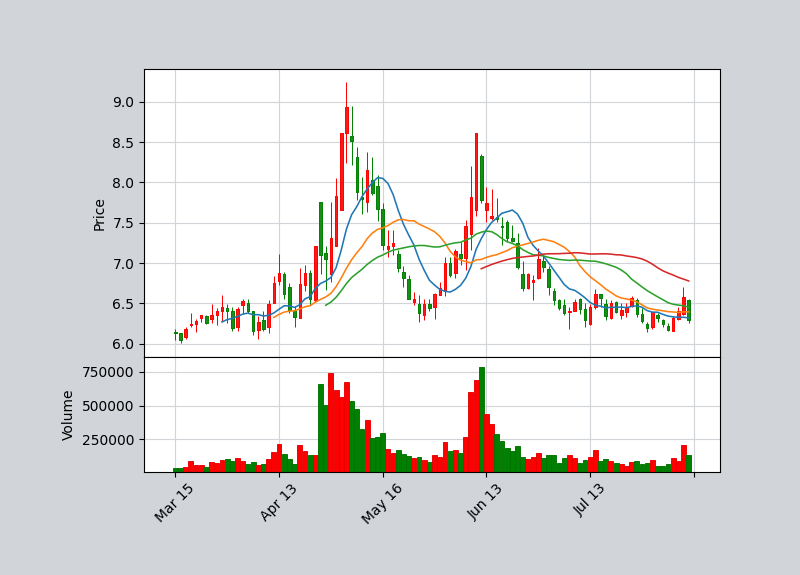 Price
9.0
8.5
8.0
7.5
7.0
6.5
6.0
Volume
750000
500000
250000
Mar 15
Apr 13
May 16
Jun 13
Jul 13